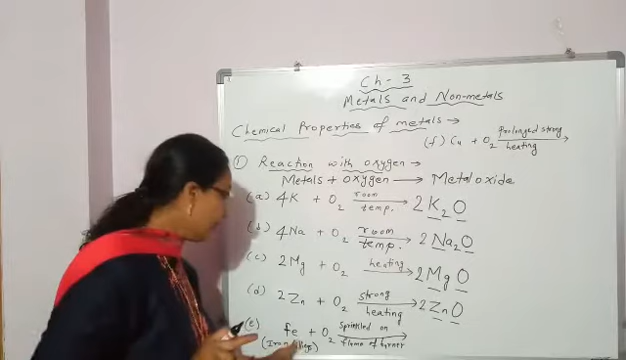 Ch - 3
Metals and Non-metals
Chemical Properties of metals →
(f) Cu + O2 prolonged strong heating →
① Reaction with oxygen →
Metals + oxygen → Metal oxide
(a) 4K + O2 room temp. → 2 K2O
(b) 4Na + O2 room temp. → 2 Na2O
(c) 2Mg + O2 heating → 2 MgO
(d) 2Zn + O2 strong heating → 2 ZnO
(e) Fe + O2 sprinkled on flame of burner →
(Iron filings)